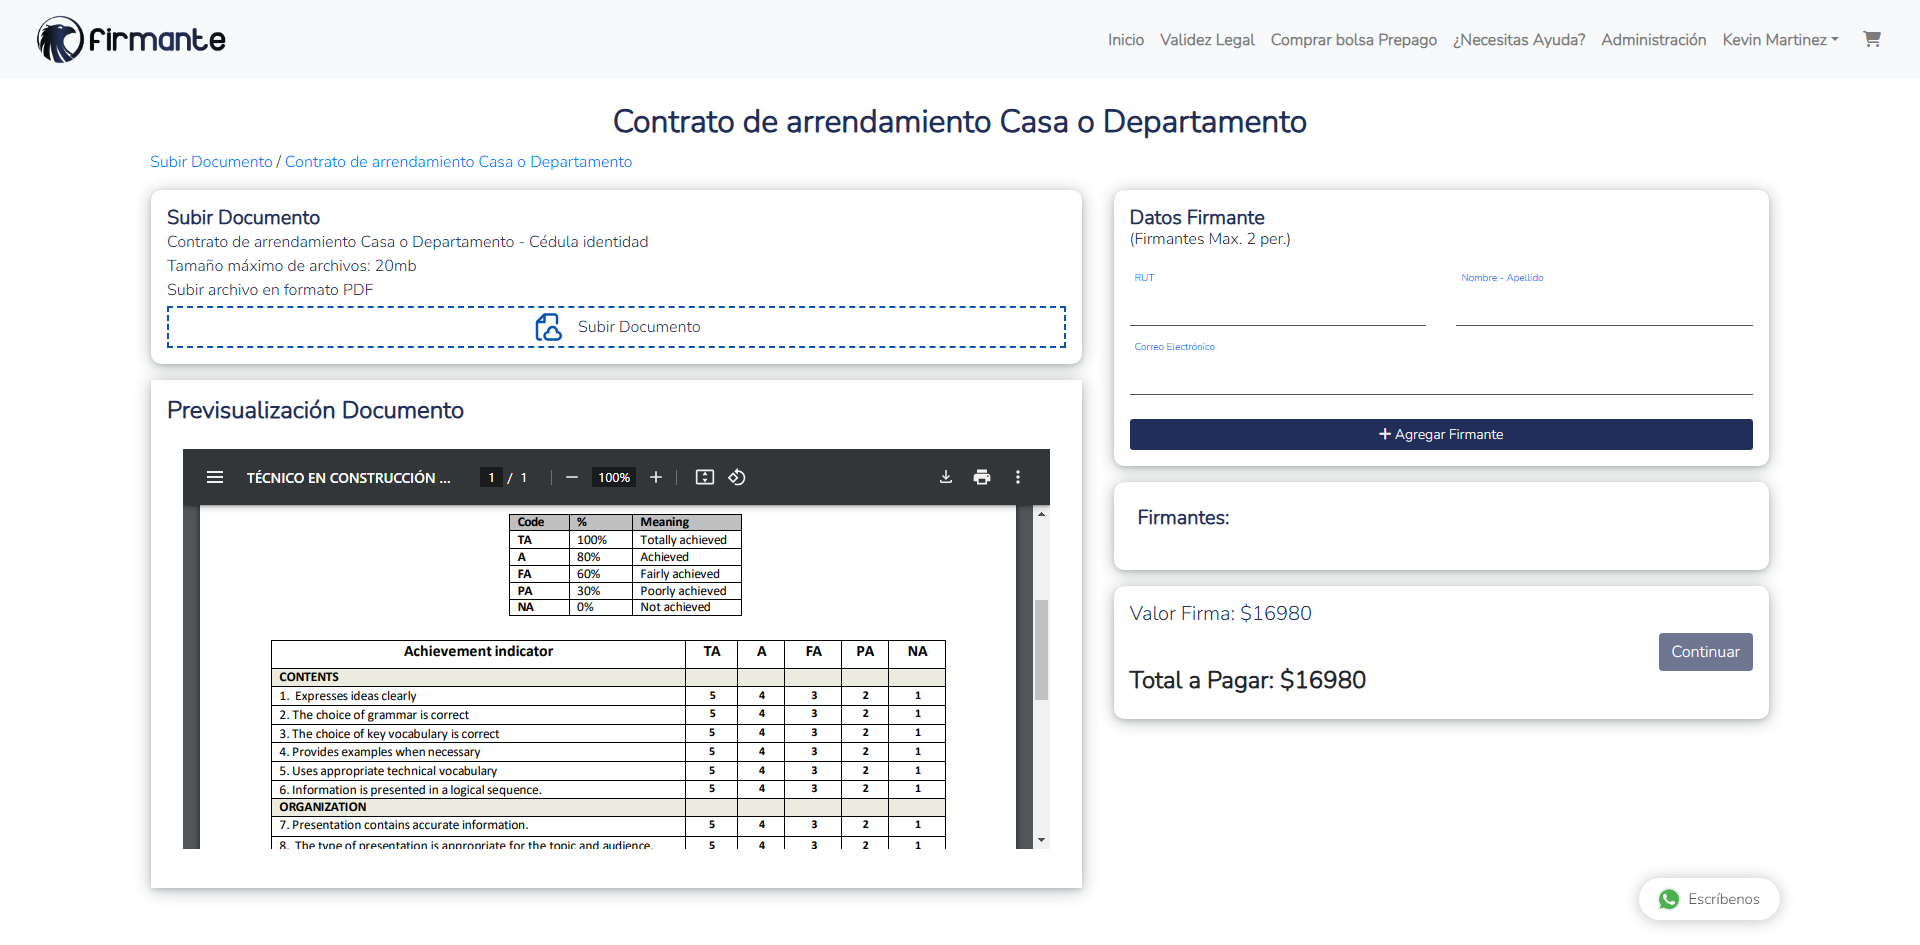 firmante
Inicio Validez Legal Comprar bolsa Prepago ¿Necesitas Ayuda? Administración Kevin Martinez
Contrato de arrendamiento Casa o Departamento
Subir Documento / Contrato de arrendamiento Casa o Departamento
Subir Documento
Contrato de arrendamiento Casa o Departamento - Cédula identidad
Tamaño máximo de archivos: 20mb
Subir archivo en formato PDF
Subir Documento
Previsualización Documento
TÉCNICO EN CONSTRUCCIÓN ... 1 / 1 100%
Code % Meaning
TA 100% Totally achieved
A 80% Achieved
FA 60% Fairly achieved
PA 30% Poorly achieved
NA 0% Not achieved
Achievement indicator TA A FA PA NA
CONTENTS
1. Expresses ideas clearly 5 4 3 2 1
2. The choice of grammar is correct 5 4 3 2 1
3. The choice of key vocabulary is correct 5 4 3 2 1
4. Provides examples when necessary 5 4 3 2 1
5. Uses appropriate technical vocabulary 5 4 3 2 1
6. Information is presented in a logical sequence. 5 4 3 2 1
ORGANIZATION
7. Presentation contains accurate information. 5 4 3 2 1
8. The type of presentation is appropriate for the topic and audience. 5 4 3 2 1
Datos Firmante
(Firmantes Max. 2 per.)
RUT Nombre - Apellido
Correo Electrónico
+ Agregar Firmante
Firmantes:
Valor Firma: $16980
Continuar
Total a Pagar: $16980
Escríbenos